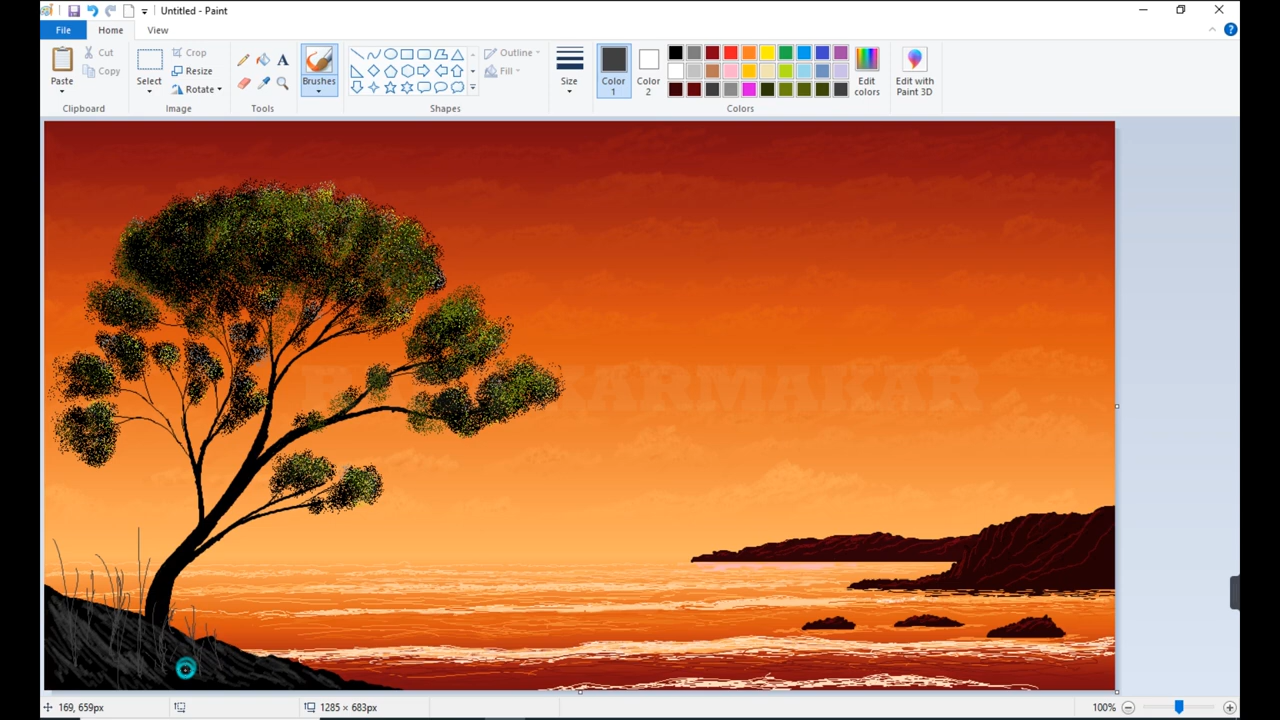 Untitled - Paint
File Home View
Paste
Cut
Copy
Clipboard
Select
Crop
Resize
Rotate
Image
A
Tools
Brushes
Outline
Fill
Shapes
Size
Color 1
Color 2
Edit colors
Edit with Paint 3D
Colors
KARMAKAR
169, 659px
1285 × 683px
100%